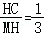 HC/MH = 1/3